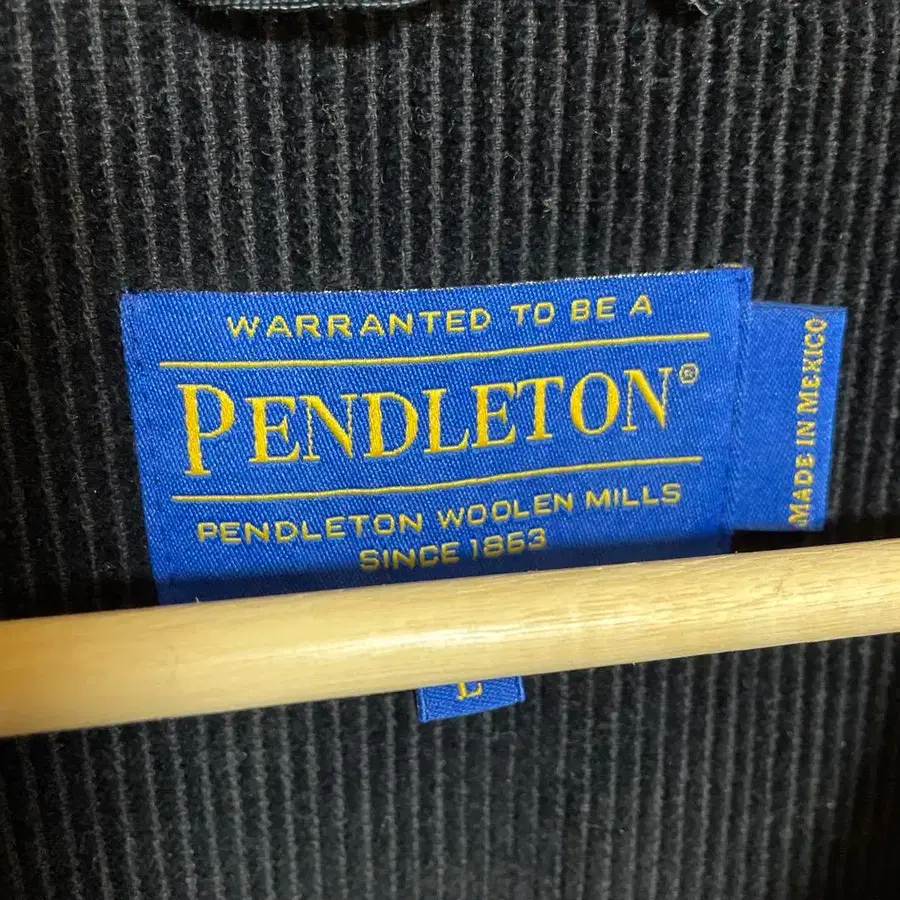 WARRANTED TO BE A
PENDLETON®
PENDLETON WOOLEN MILLS
SINCE 1863
MADE IN MEXICO
L